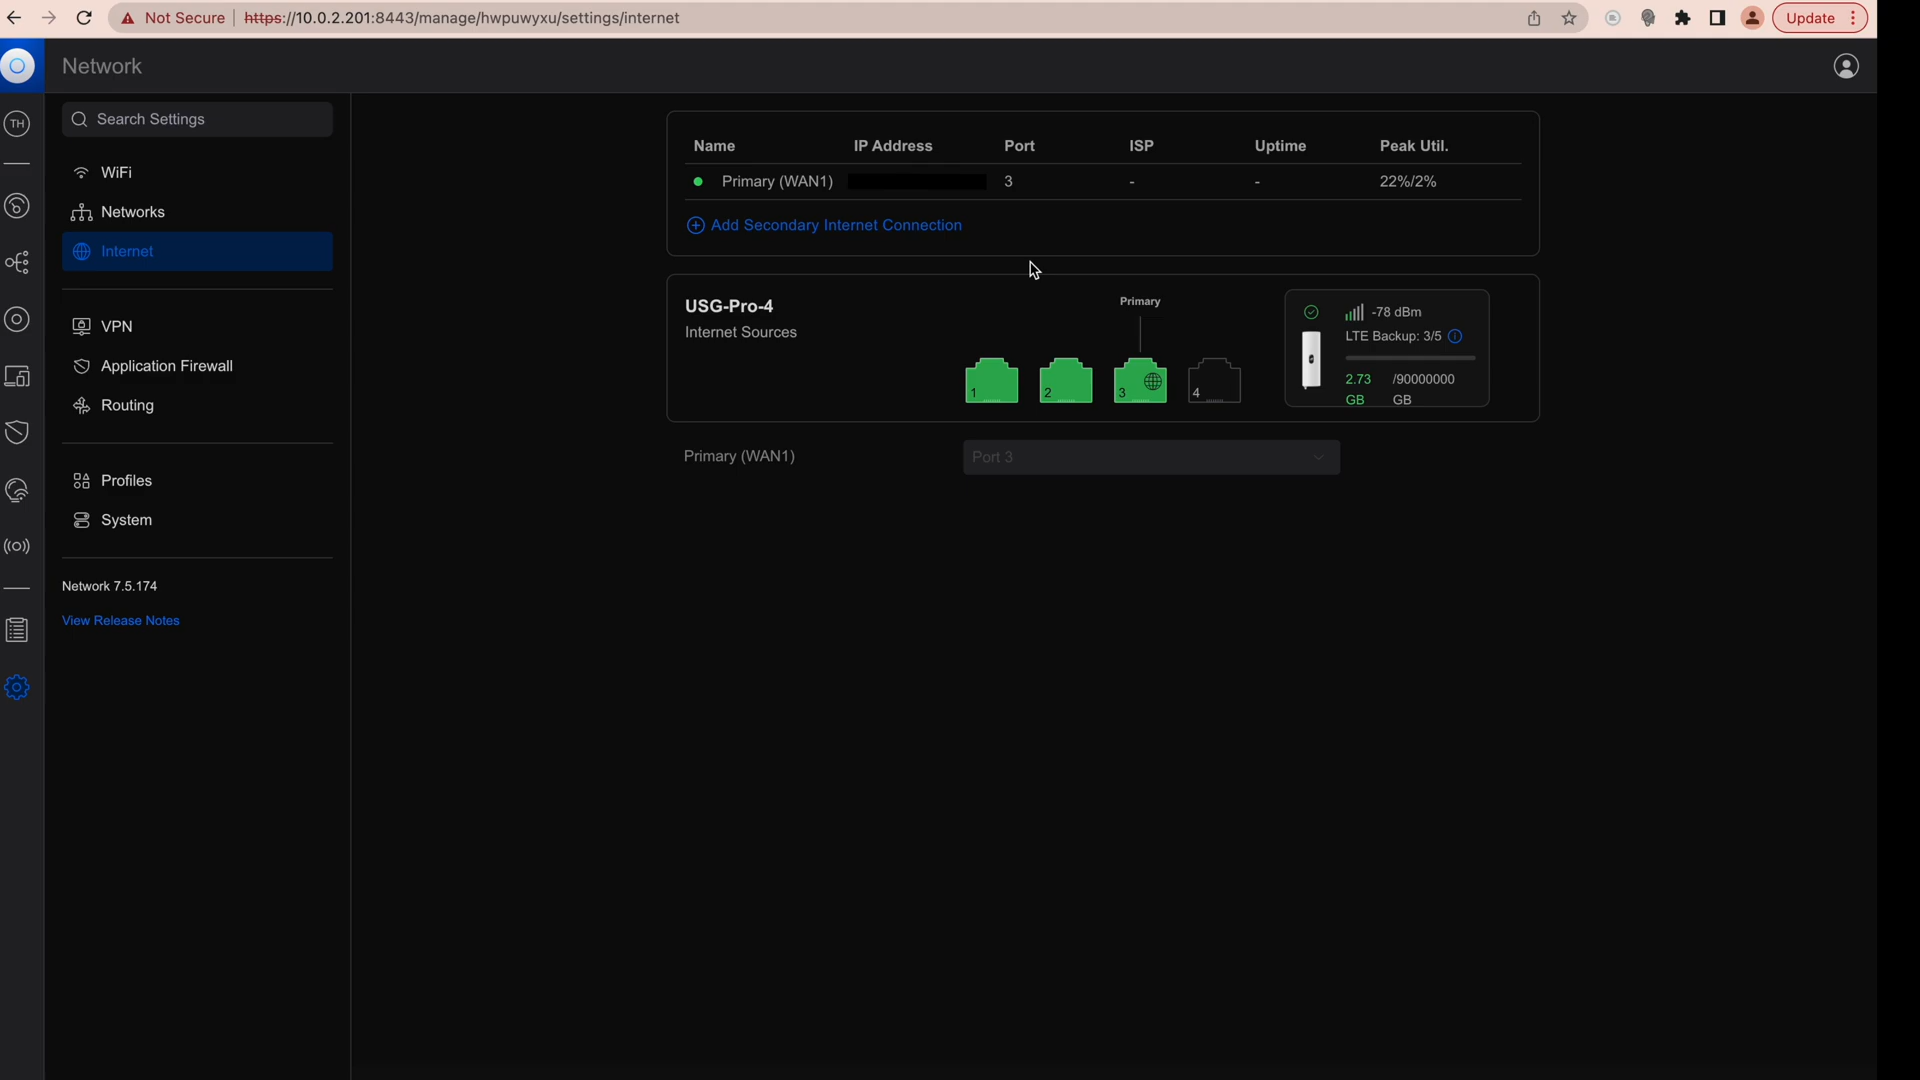 Not Secure https://10.0.2.201:8443/manage/hwpuwyxu/settings/internet Update
Network
TH
Search Settings
WiFi
Networks
Internet
VPN
Application Firewall
Routing
Profiles
System
Network 7.5.174
View Release Notes
Name IP Address Port ISP Uptime Peak Util.
Primary (WAN1) 3 - - 22%/2%
Add Secondary Internet Connection
USG-Pro-4
Internet Sources
Primary
1 2 3 4
-78 dBm
LTE Backup: 3/5
2.73 /90000000
GB GB
Primary (WAN1) Port 3